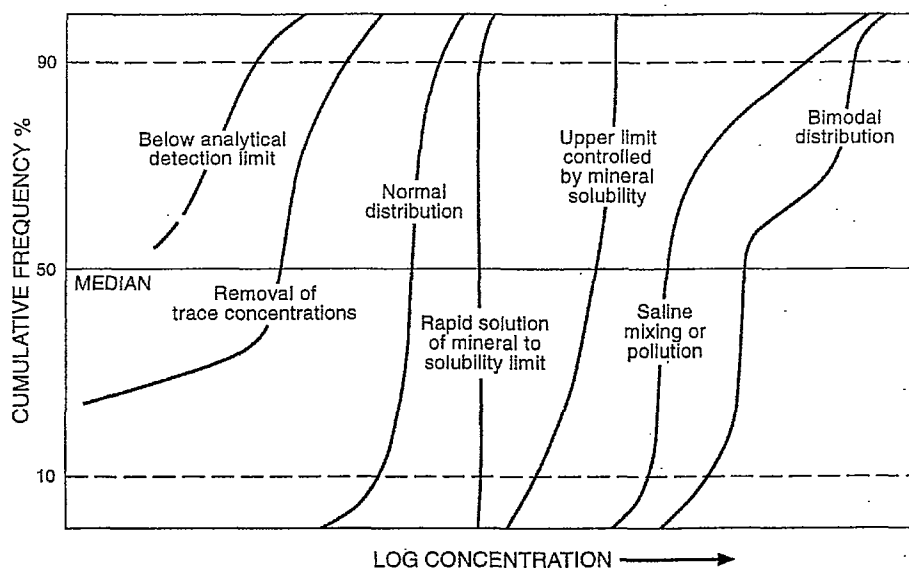 90
50
10
CUMULATIVE FREQUENCY %
Below analytical
detection limit
Normal
distribution
Upper limit
controlled
by mineral
solubility
Bimodal
distribution
MEDIAN
Removal of
trace concentrations
Rapid solution
of mineral to
solubility limit
Saline
mixing or
pollution
LOG CONCENTRATION